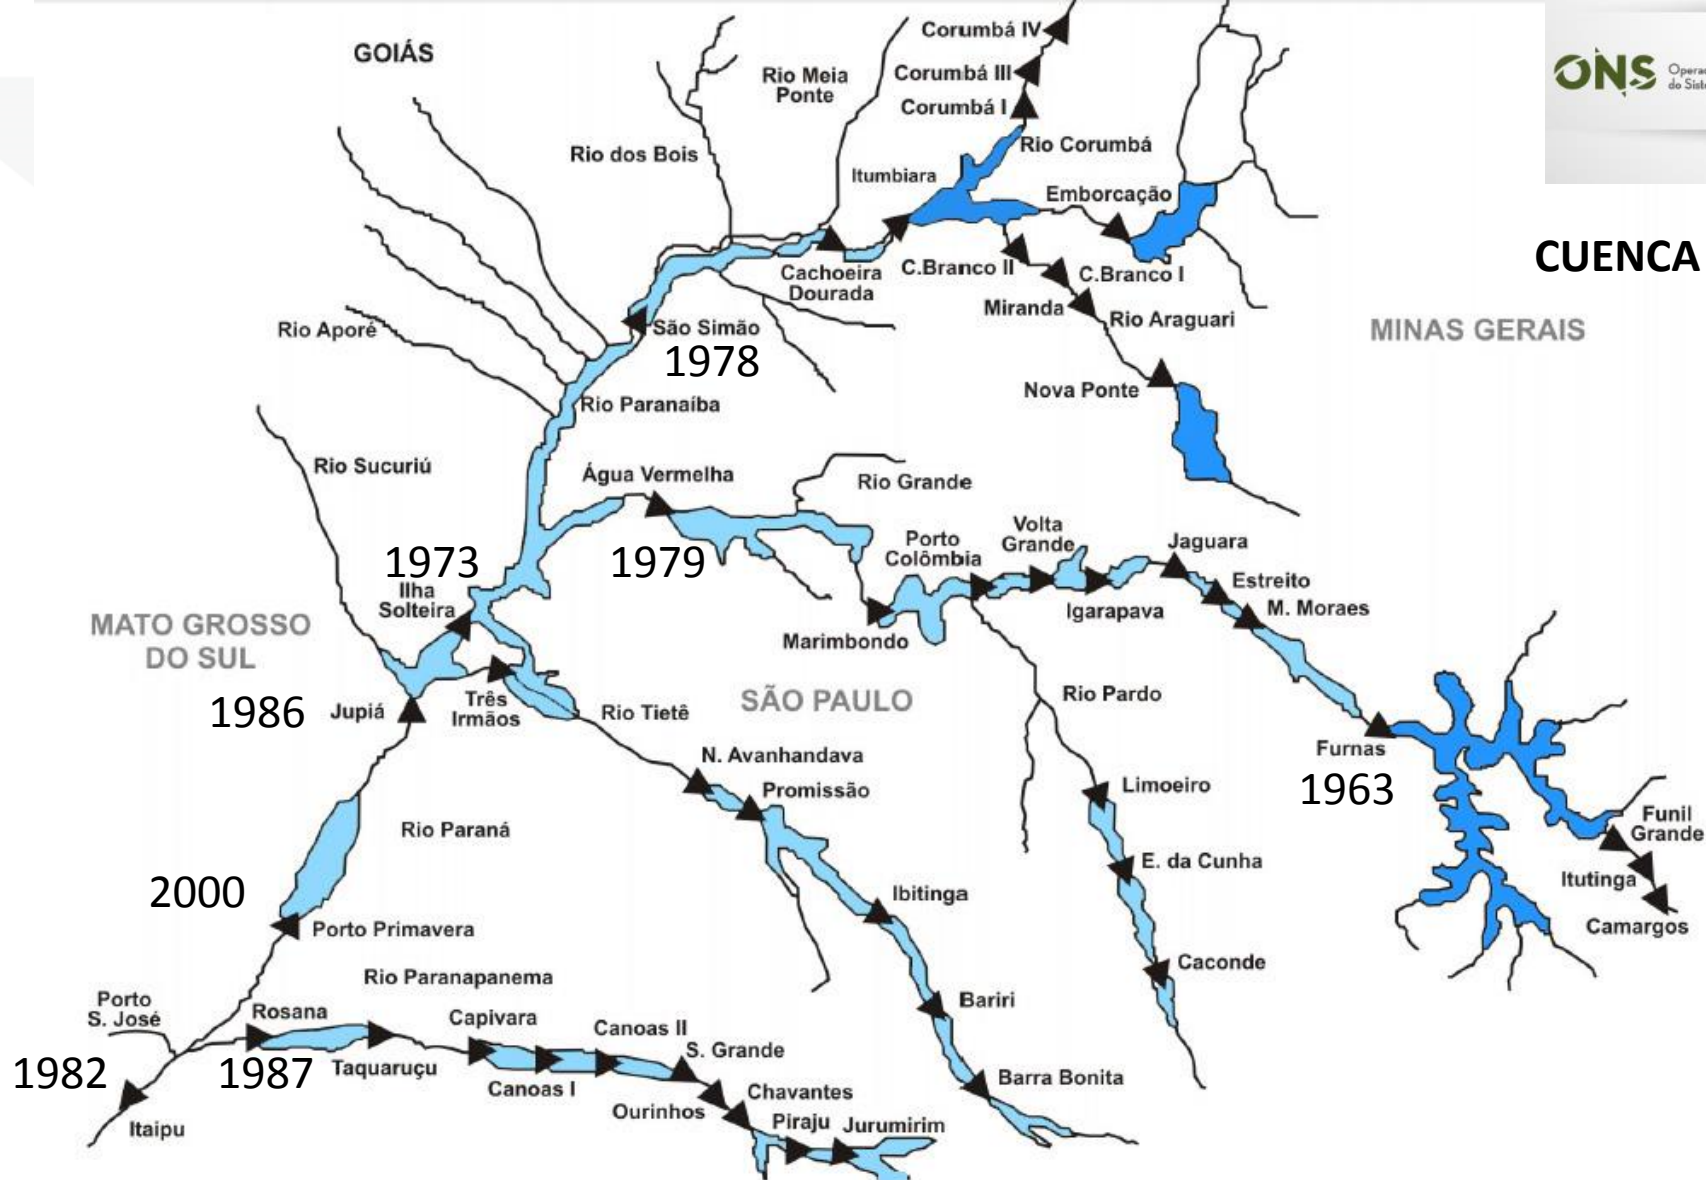 Corumbá IV
GOIÁS
Rio Meia
Ponte
Corumbá III
Corumbá I
ONS
Rio dos Bois
Rio Corumbá
Itumbiara
Emborcação
CUENCA
Cachoeira
Dourada
C.Branco II
C.Branco I
Miranda
Rio Araguari
MINAS GERAIS
Rio Aporé
São Simão
1978
Nova Ponte
Rio Paranaíba
Rio Sucuriú
Água Vermelha
Rio Grande
1973
1979
Ilha
Solteira
Porto
Colômbia
Volta
Grande
Jaguara
Estreito
M. Moraes
Igarapava
Marimbondo
MATO GROSSO
DO SUL
SÃO PAULO
Rio Pardo
1986
Jupiá
Três
Irmãos
Rio Tietê
Furnas
1963
N. Avanhandava
Promissão
Limoeiro
Rio Paraná
Funil
Grande
E. da Cunha
Itutinga
Camargos
2000
Porto Primavera
Ibitinga
Rio Paranapanema
Caconde
Porto
S. José
Rosana
Capivara
Canoas II
Bariri
S. Grande
1982
1987
Taquaruçu
Canoas I
Barra Bonita
Ourinhos
Chavantes
Itaipu
Piraju
Jurumirim